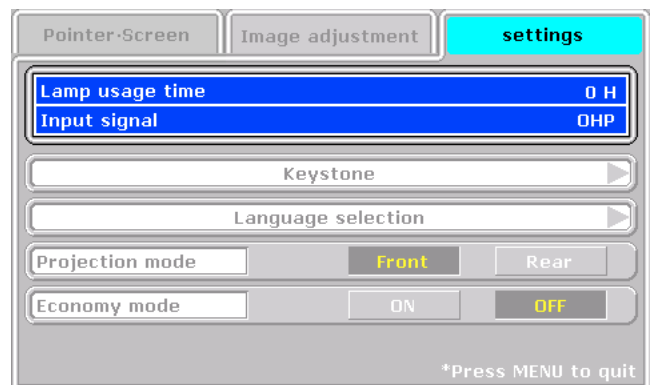 Pointer·Screen Image adjustment settings
Lamp usage time 0 H
Input signal OHP
Keystone
Language selection
Projection mode Front Rear
Economy mode ON OFF
*Press MENU to quit